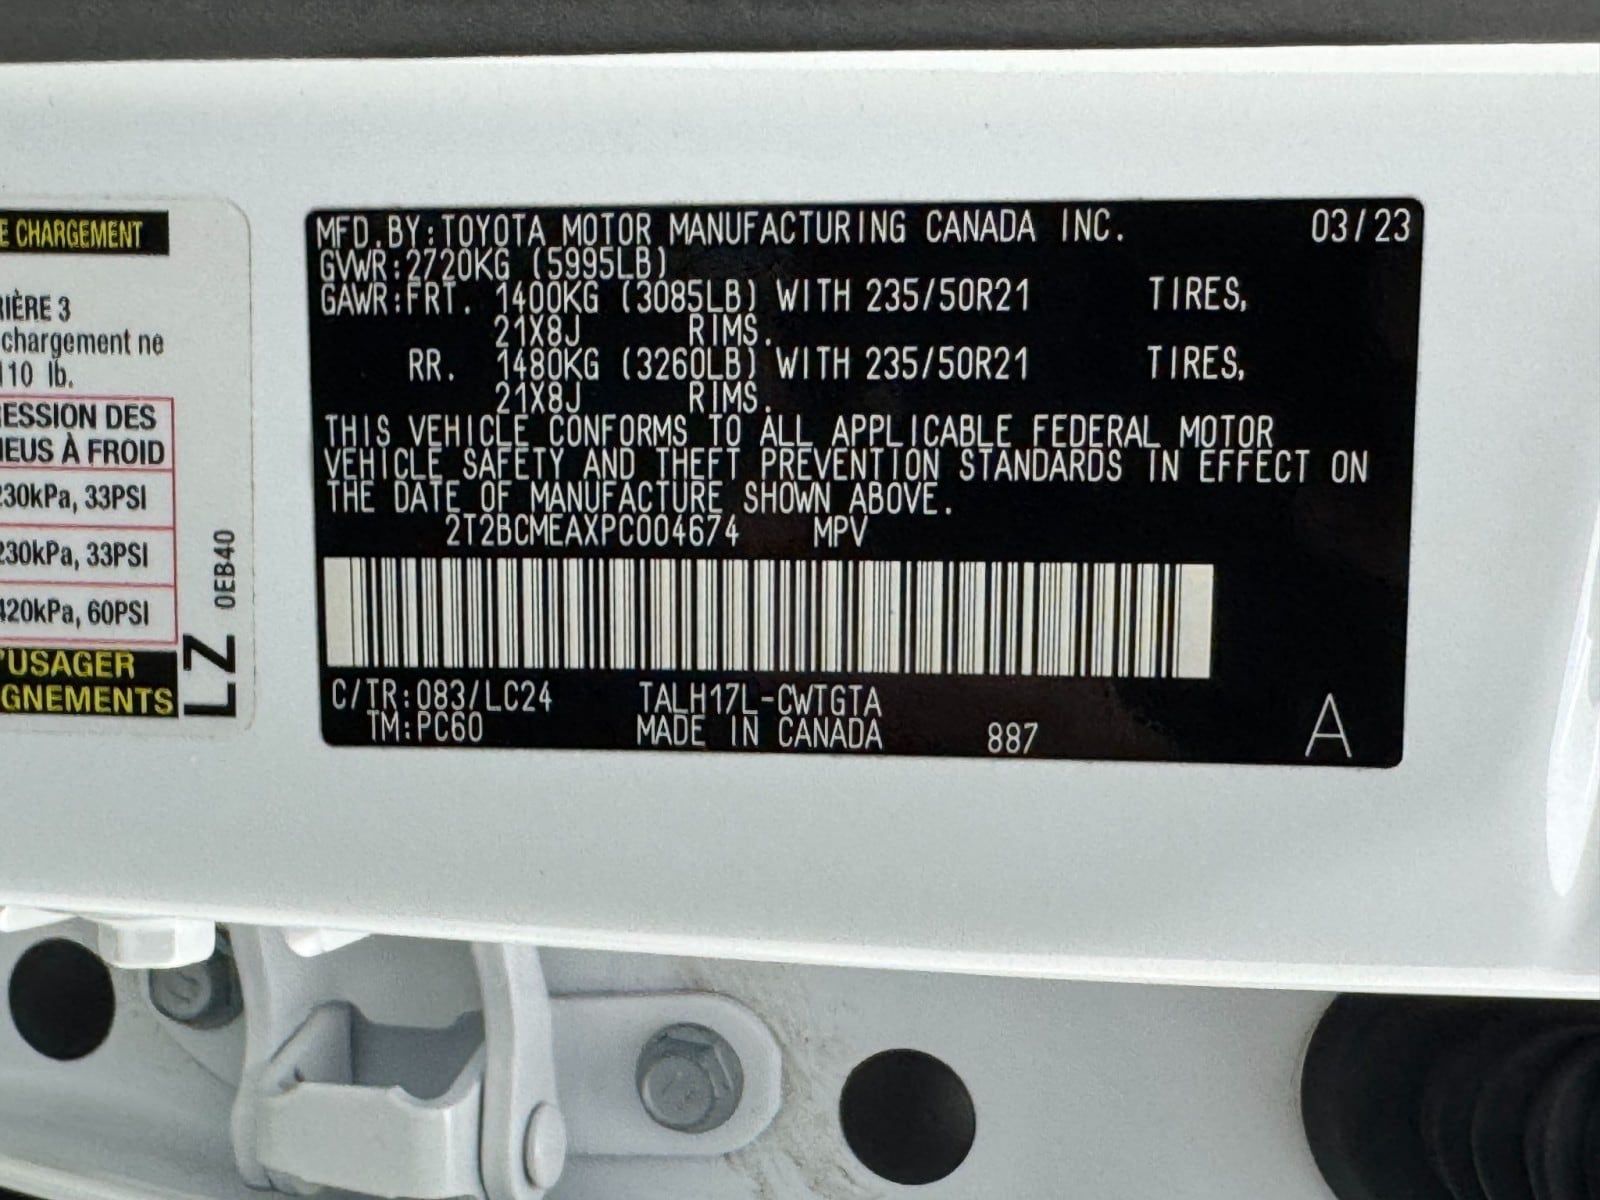 E CHARGEMENT
IÈRE 3
chargement ne
110 lb.
ESSION DES
EUS À FROID
230kPa, 33PSI
230kPa, 33PSI
420kPa, 60PSI
'USAGER
GNEMENTS
LZ 0EB40
MFD.BY:TOYOTA MOTOR MANUFACTURING CANADA INC. 03/23
GVWR:2720KG (5995LB)
GAWR:FRT. 1400KG (3085LB) WITH 235/50R21 TIRES,
21X8J RIMS.
RR. 1480KG (3260LB) WITH 235/50R21 TIRES,
21X8J RIMS.
THIS VEHICLE CONFORMS TO ALL APPLICABLE FEDERAL MOTOR
VEHICLE SAFETY AND THEFT PREVENTION STANDARDS IN EFFECT ON
THE DATE OF MANUFACTURE SHOWN ABOVE.
2T2BCMEAXPC004674 MPV
C/TR:083/LC24 TALH17L-CWTGTA
TM:PC60 MADE IN CANADA 887 A